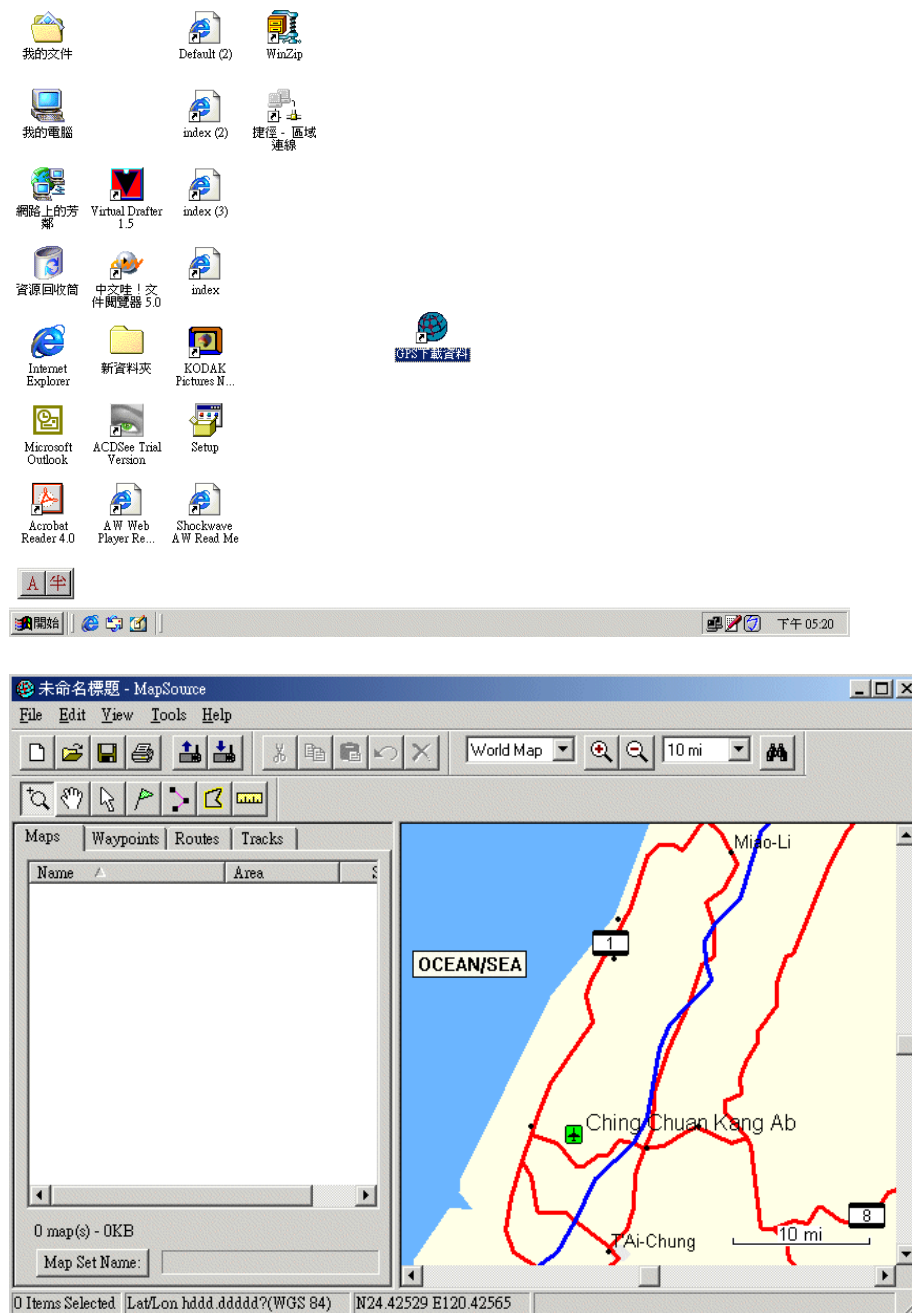 我的文件
Default (2)
WinZip
我的電腦
index (2)
捷徑 - 區域
連線
網路上的芳
鄰
Virtual Drafter
1.5
index (3)
資源回收筒
中文哇！文
件閱覽器 5.0
index
GPS下載資料
Internet
Explorer
新資料夾
KODAK
Pictures N...
Microsoft
Outlook
ACDSee Trial
Version
Setup
Acrobat
Reader 4.0
AW Web
Player Re...
Shockwave
AW Read Me
A 半
開始
下午 05:20
未命名標題 - MapSource
File Edit View Tools Help
World Map
10 mi
Maps Waypoints Routes Tracks
Name Area S
Miao-Li
1
OCEAN/SEA
Ching Chuan Kang Ab
8
10 mi
T'Ai-Chung
0 map(s) - 0KB
Map Set Name:
0 Items Selected Lat/Lon hddd.ddddd?(WGS 84) N24.42529 E120.42565